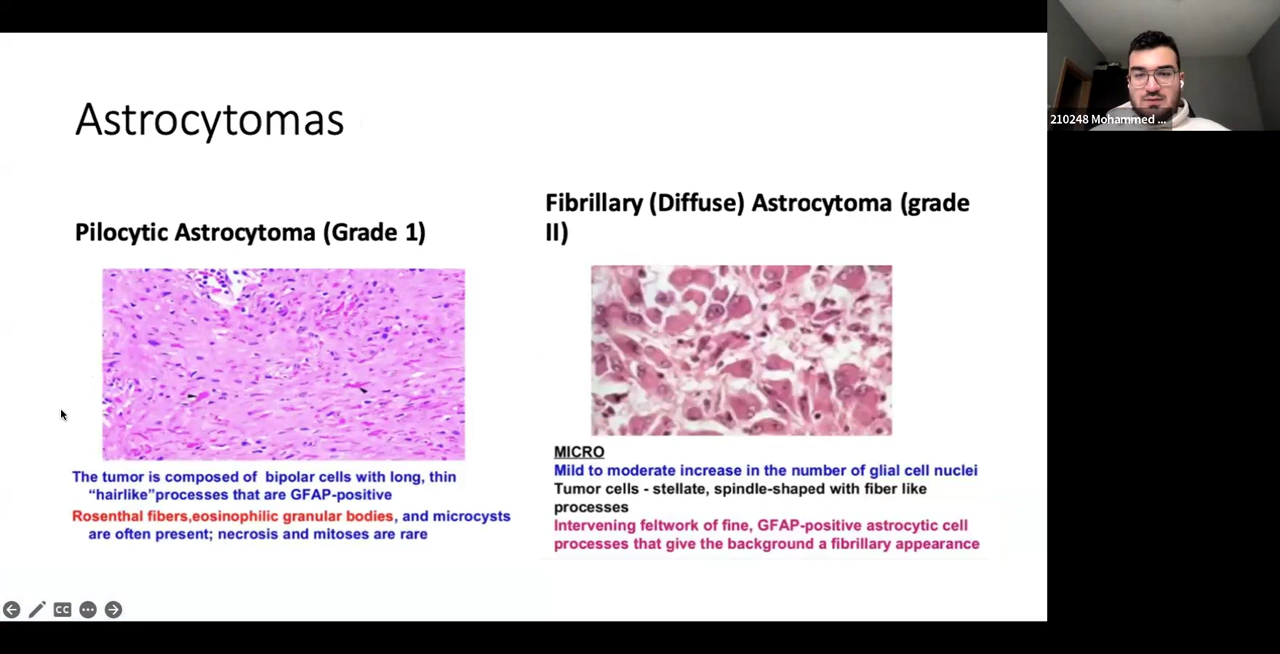 Astrocytomas
Pilocytic Astrocytoma (Grade 1)
The tumor is composed of bipolar cells with long, thin
“hairlike”processes that are GFAP-positive
Rosenthal fibers,eosinophilic granular bodies, and microcysts
are often present; necrosis and mitoses are rare
Fibrillary (Diffuse) Astrocytoma (grade
II)
MICRO
Mild to moderate increase in the number of glial cell nuclei
Tumor cells - stellate, spindle-shaped with fiber like
processes
Intervening feltwork of fine, GFAP-positive astrocytic cell
processes that give the background a fibrillary appearance
210248 Mohammed ...
CC